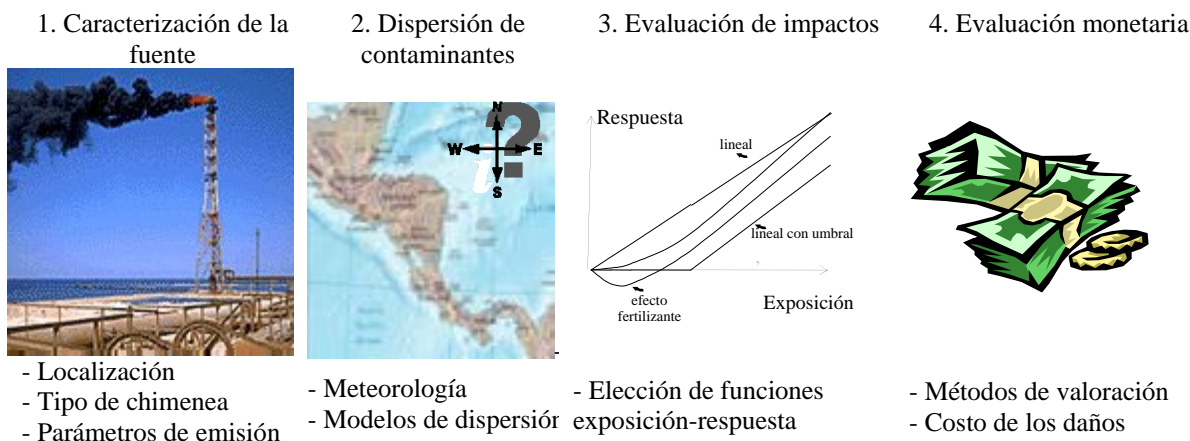 1. Caracterización de la
fuente
2. Dispersión de
contaminantes
N
W
E
S
3. Evaluación de impactos
Respuesta
lineal
lineal con umbral
efecto
fertilizante
Exposición
4. Evaluación monetaria
- Localización
- Tipo de chimenea
- Parámetros de emisión
- Meteorología
- Modelos de dispersión
- Elección de funciones
exposición-respuesta
- Métodos de valoración
- Costo de los daños